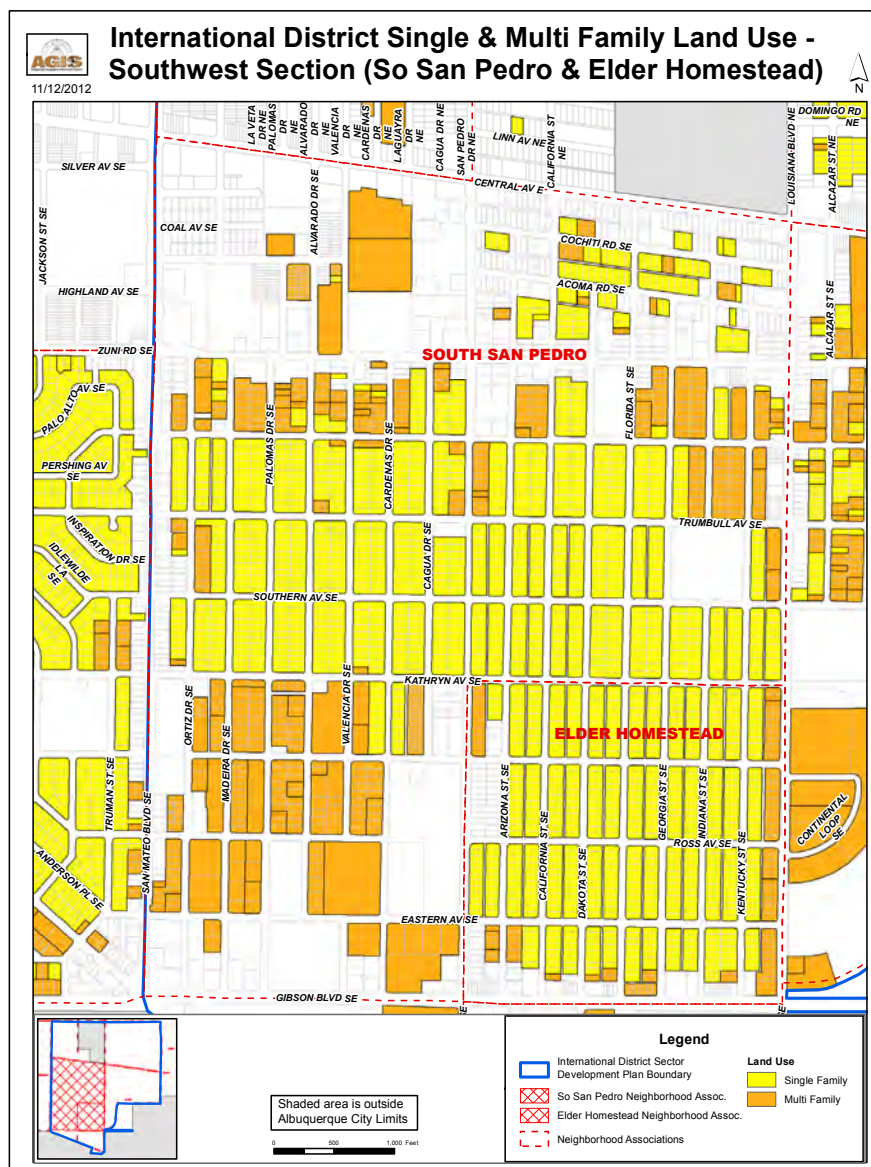 International District Single & Multi Family Land Use -
Southwest Section (So San Pedro & Elder Homestead)
AGIS
11/12/2012
N
LA VETA
DR NE
PALOMAS
DR
NE
ALVARADO
DR
NE
VALENCIA
DR
NE
CARDENAS
DR
NE
LAGUAYRA
DR
NE
CAGUA DR NE
SAN PEDRO
DR NE
LINN AV NE
CALIFORNIA ST
NE
LOUISIANA BLVD NE
DOMINGO RD
NE
ALCAZAR ST NE
SILVER AV SE
CENTRAL AV E
JACKSON ST SE
COAL AV SE
ALVARADO DR SE
COCHITI RD SE
HIGHLAND AV SE
ACOMA RD SE
ALCAZAR ST SE
ZUNI RD SE
SOUTH SAN PEDRO
PALO ALTO AV SE
FLORIDA ST SE
PALOMAS DR SE
CARDENAS DR SE
PERSHING AV
SE
TRUMBULL AV SE
INSPIRATION DR SE
IDLEWILDE
LA
SE
CAGUA DR SE
SOUTHERN AV SE
KATHRYN AV SE
ORTIZ DR SE
VALENCIA DR SE
ELDER HOMESTEAD
MADEIRA DR SE
TRUMAN ST SE
SAN MATEO BLVD SE
ARIZONA ST SE
CALIFORNIA ST SE
DAKOTA ST SE
GEORGIA ST SE
INDIANA ST SE
ROSS AV SE
KENTUCKY ST SE
CONTINENTAL
LOOP
SE
ANDERSON PL SE
EASTERN AV SE
GIBSON BLVD SE
SE
SE
Shaded area is outside
Albuquerque City Limits
0 500 1,000 Feet
Legend
International District Sector
Development Plan Boundary
So San Pedro Neighborhood Assoc.
Elder Homestead Neighborhood Assoc.
Neighborhood Associations
Land Use
Single Family
Multi Family